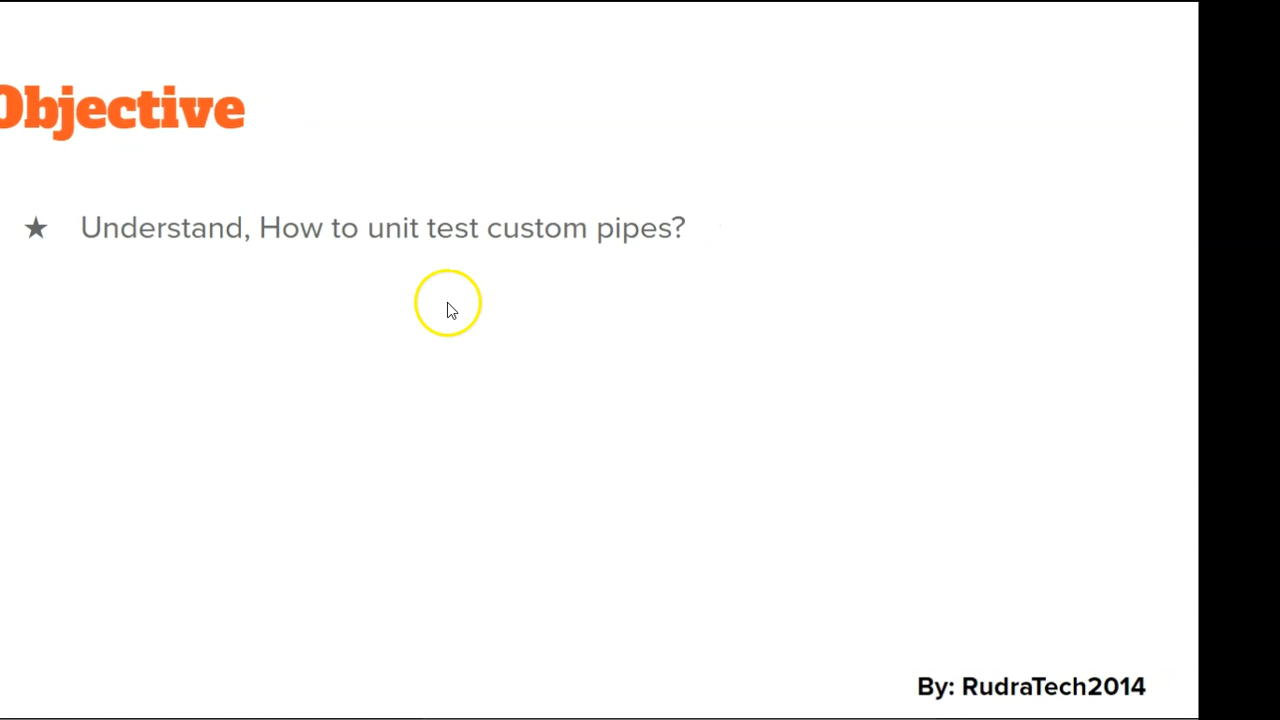 Objective
★ Understand, How to unit test custom pipes?
By: RudraTech2014